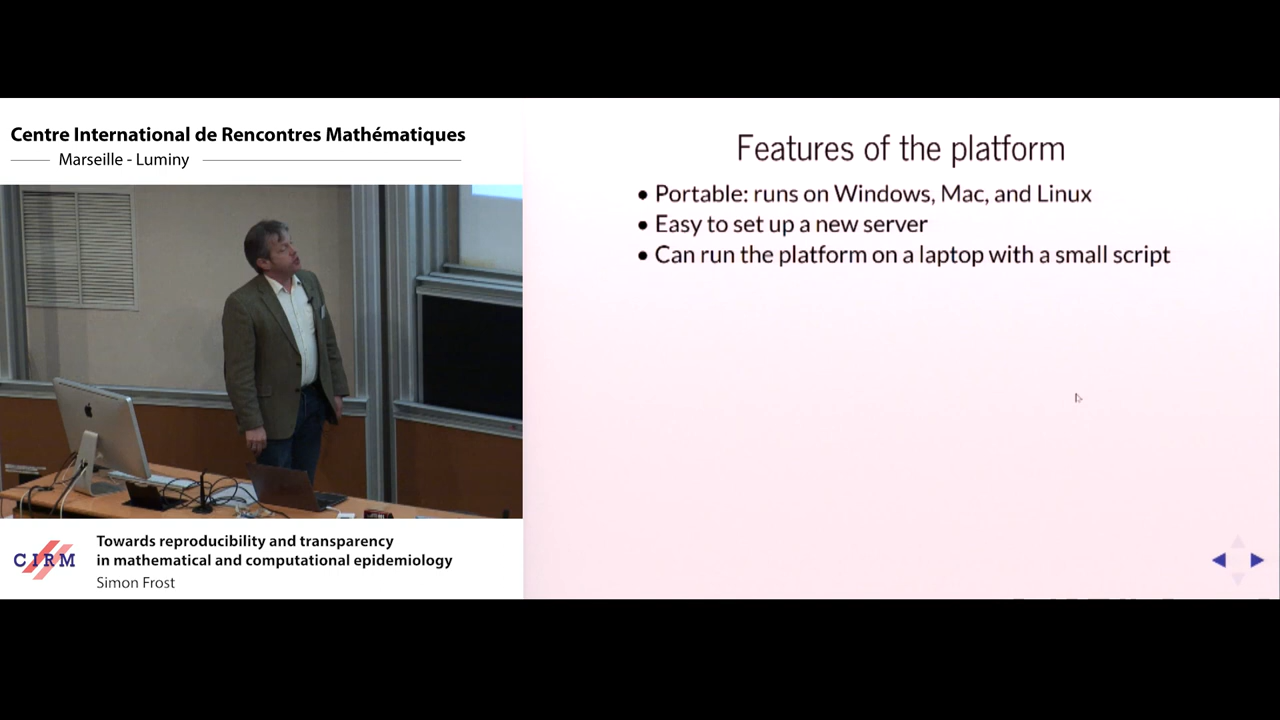 Centre International de Rencontres Mathématiques
Marseille - Luminy
Features of the platform
• Portable: runs on Windows, Mac, and Linux
• Easy to set up a new server
• Can run the platform on a laptop with a small script
CIRM
Towards reproducibility and transparency
in mathematical and computational epidemiology
Simon Frost